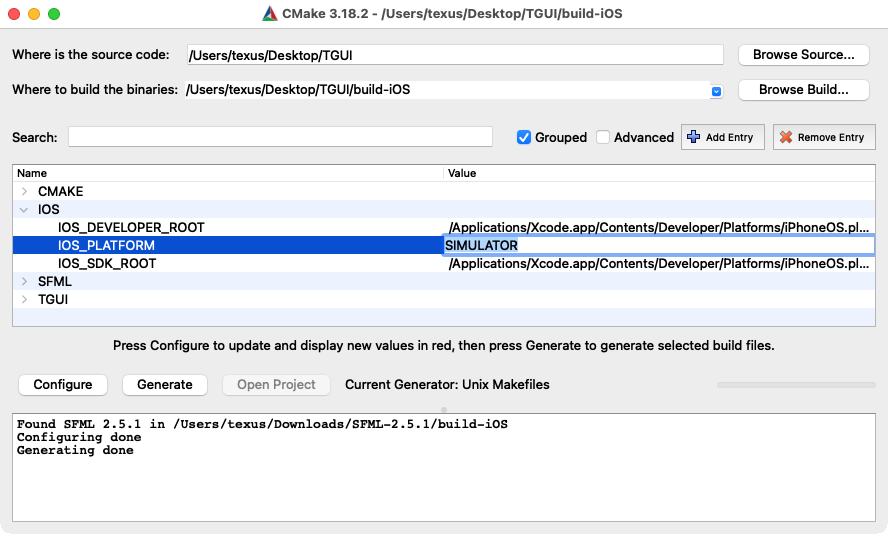 CMake 3.18.2 - /Users/texus/Desktop/TGUI/build-iOS
Where is the source code: /Users/texus/Desktop/TGUI Browse Source...
Where to build the binaries: /Users/texus/Desktop/TGUI/build-iOS Browse Build...
Search: Grouped Advanced Add Entry Remove Entry
Name Value
CMAKE
IOS
IOS_DEVELOPER_ROOT /Applications/Xcode.app/Contents/Developer/Platforms/iPhoneOS.pl...
IOS_PLATFORM SIMULATOR
IOS_SDK_ROOT /Applications/Xcode.app/Contents/Developer/Platforms/iPhoneOS.pl...
SFML
TGUI
Press Configure to update and display new values in red, then press Generate to generate selected build files.
Configure Generate Open Project Current Generator: Unix Makefiles
Found SFML 2.5.1 in /Users/texus/Downloads/SFML-2.5.1/build-iOS
Configuring done
Generating done